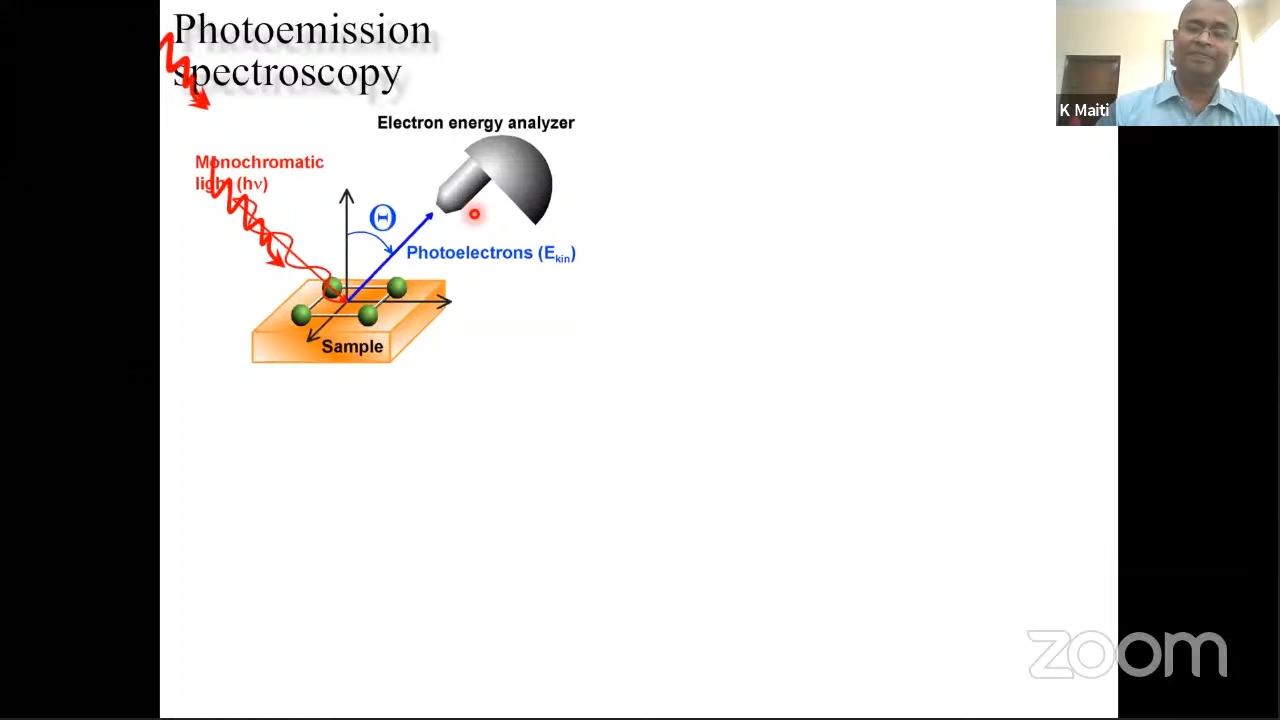 Photoemission
spectroscopy
K Maiti
Electron energy analyzer
Monochromatic
light (hν)
Θ
Photoelectrons (Ekin)
Sample
zoom